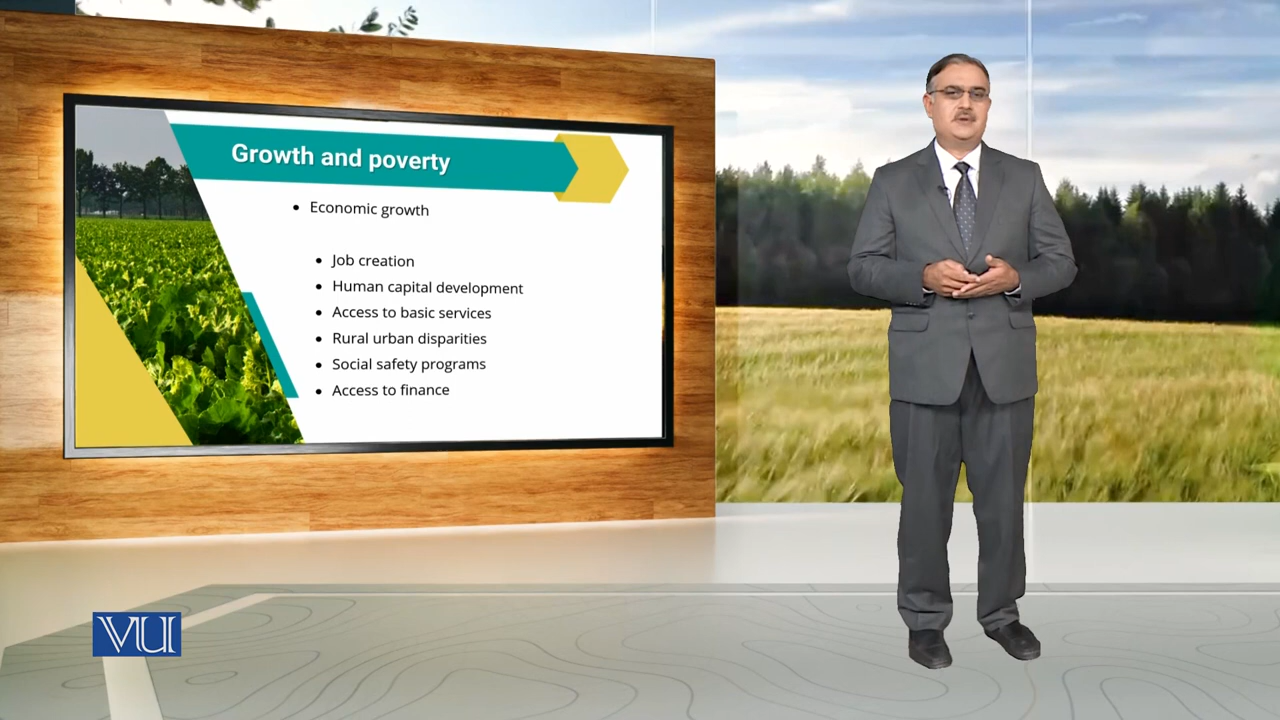 Growth and poverty
• Economic growth
• Job creation
• Human capital development
• Access to basic services
• Rural urban disparities
• Social safety programs
• Access to finance
VU